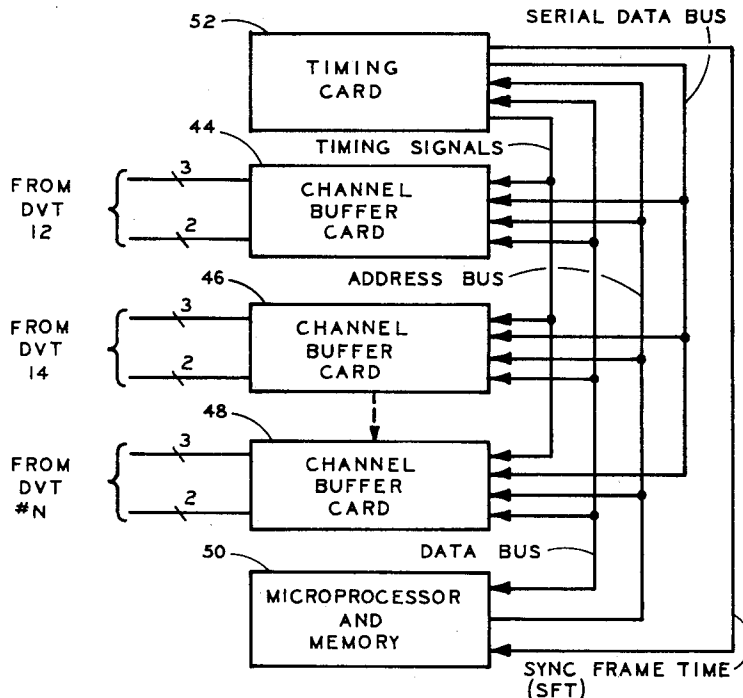 52
SERIAL DATA BUS
TIMING
CARD
44
TIMING SIGNALS
FROM
DVT
12
3
2
CHANNEL
BUFFER
CARD
46
ADDRESS BUS
FROM
DVT
14
3
2
CHANNEL
BUFFER
CARD
48
FROM
DVT
#N
3
2
CHANNEL
BUFFER
CARD
50
DATA BUS
MICROPROCESSOR
AND
MEMORY
SYNC FRAME TIME
(SFT)